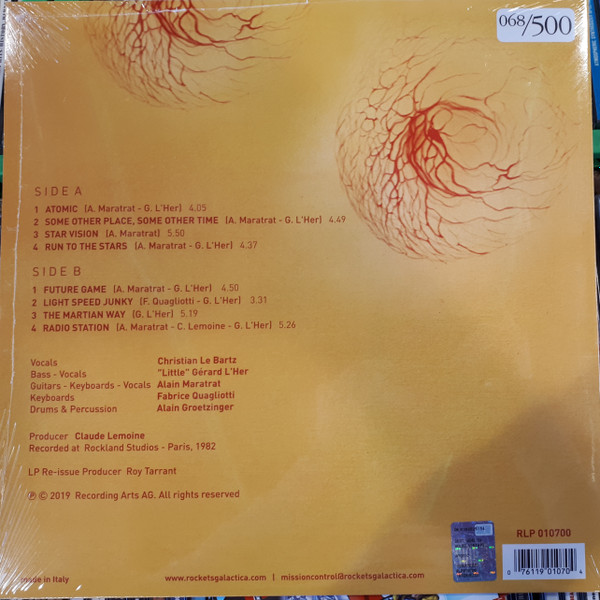 068/500
SIDE A
1 ATOMIC (A. Maratrat - G. L'Her) 4.05
2 SOME OTHER PLACE, SOME OTHER TIME (A. Maratrat - G. L'Her) 4.49
3 STAR VISION (A. Maratrat) 5.50
4 RUN TO THE STARS (A. Maratrat - G. L'Her) 4.37
SIDE B
1 FUTURE GAME (A. Maratrat - G. L'Her) 4.50
2 LIGHT SPEED JUNKY (F. Quagliotti - G. L'Her) 3.31
3 THE MARTIAN WAY (G. L'Her) 5.19
4 RADIO STATION (A. Maratrat - C. Lemoine - G. L'Her) 5.26
Vocals Christian Le Bartz
Bass - Vocals "Little" Gérard L'Her
Guitars - Keyboards - Vocals Alain Maratrat
Keyboards Fabrice Quagliotti
Drums & Percussion Alain Groetzinger
Producer Claude Lemoine
Recorded at Rockland Studios - Paris, 1982
LP Re-issue Producer Roy Tarrant
℗ © 2019 Recording Arts AG. All rights reserved
RLP 010700
made in Italy
www.rocketsgalactica.com | missioncontrol@rocketsgalactica.com
0 76119 01070 4